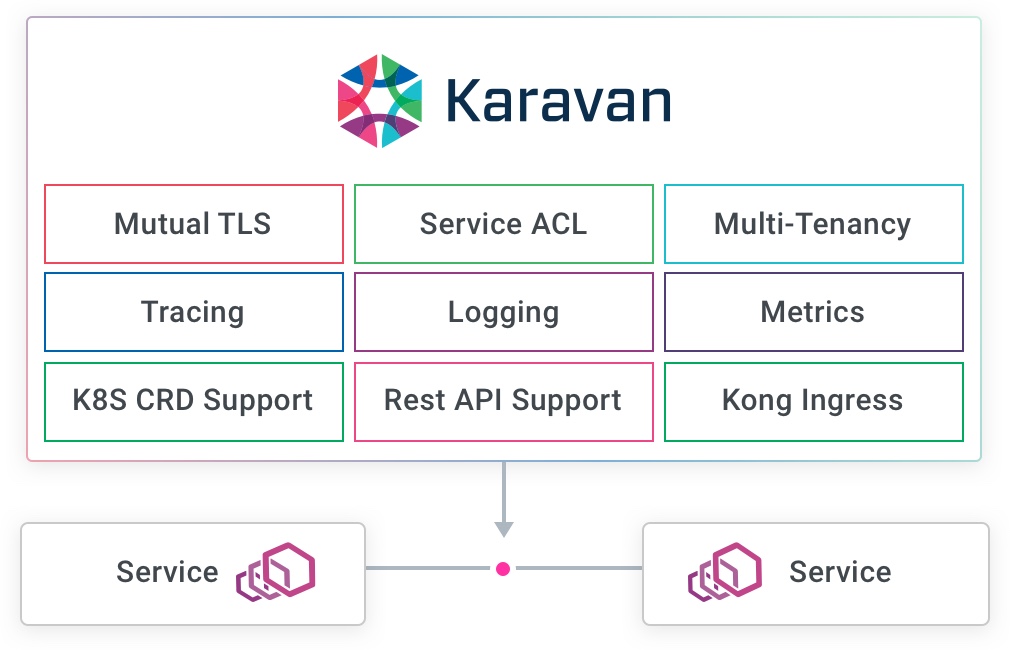 Karavan
Mutual TLS
Service ACL
Multi-Tenancy
Tracing
Logging
Metrics
K8S CRD Support
Rest API Support
Kong Ingress
Service
Service